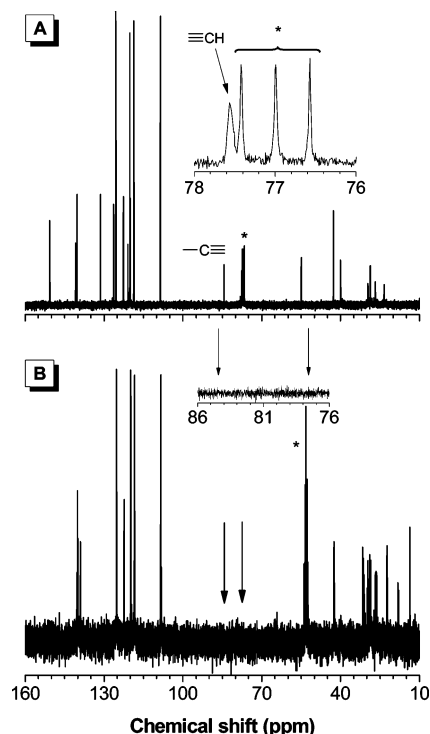 A
≡CH
*
78 77 76
—C≡
*
B
86 81 76
*
160 130 100 70 40 10
Chemical shift (ppm)